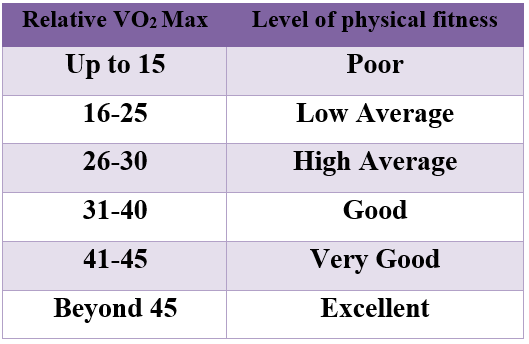 Relative VO₂ Max Level of physical fitness
Up to 15 Poor
16-25 Low Average
26-30 High Average
31-40 Good
41-45 Very Good
Beyond 45 Excellent